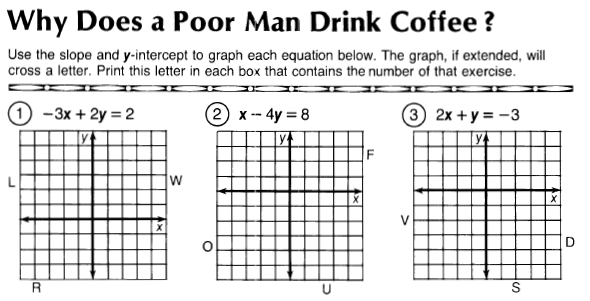 Why Does a Poor Man Drink Coffee?
Use the slope and y-intercept to graph each equation below. The graph, if extended, will
cross a letter. Print this letter in each box that contains the number of that exercise.
1 -3x + 2y = 2
2 x -- 4y = 8
3 2x + y = -3
y y y
F
L W
x x
x
V
O D
R U S